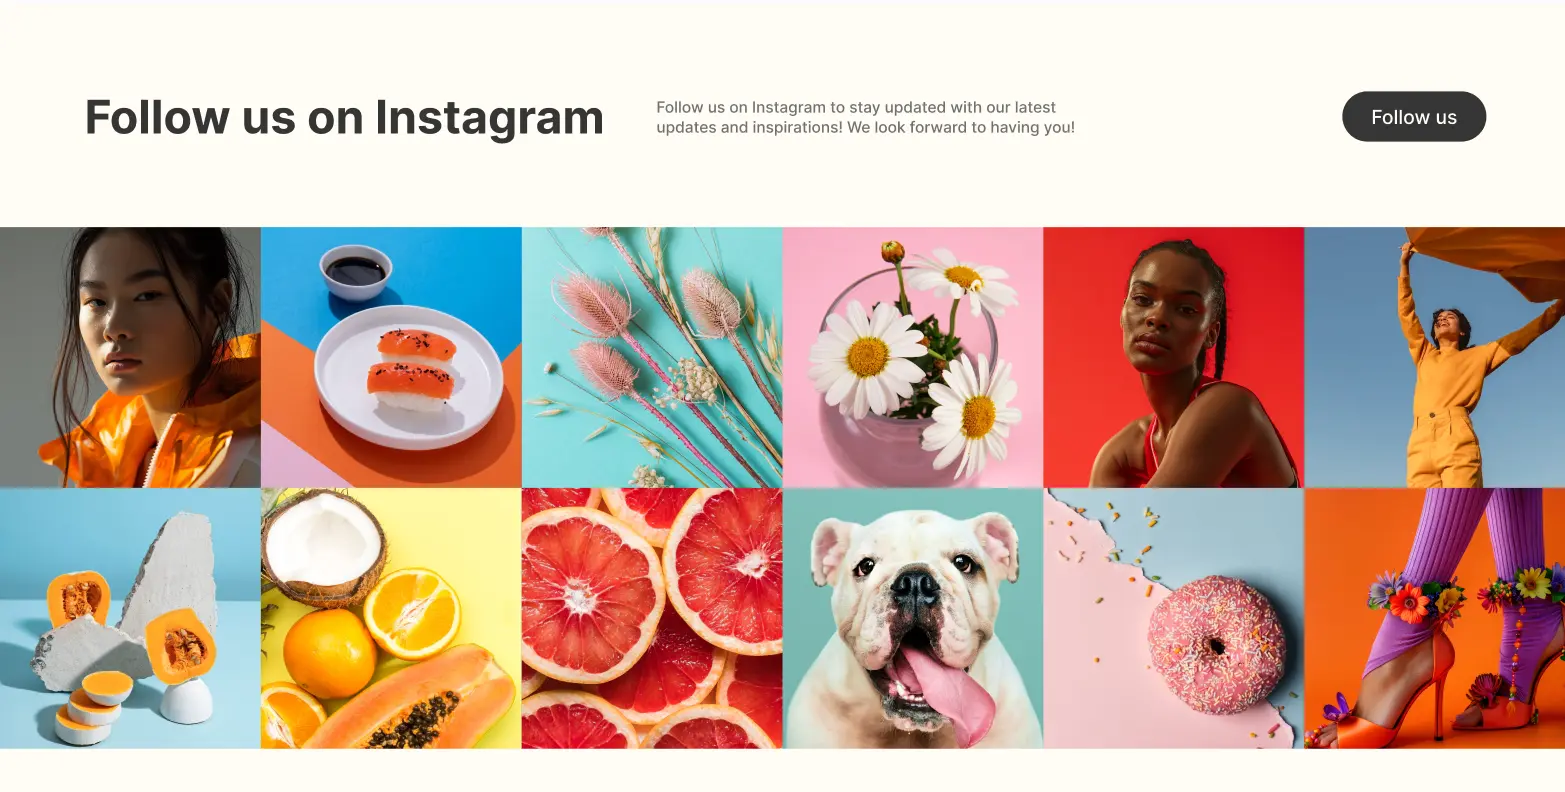 Follow us on Instagram
Follow us on Instagram to stay updated with our latest
updates and inspirations! We look forward to having you!
Follow us